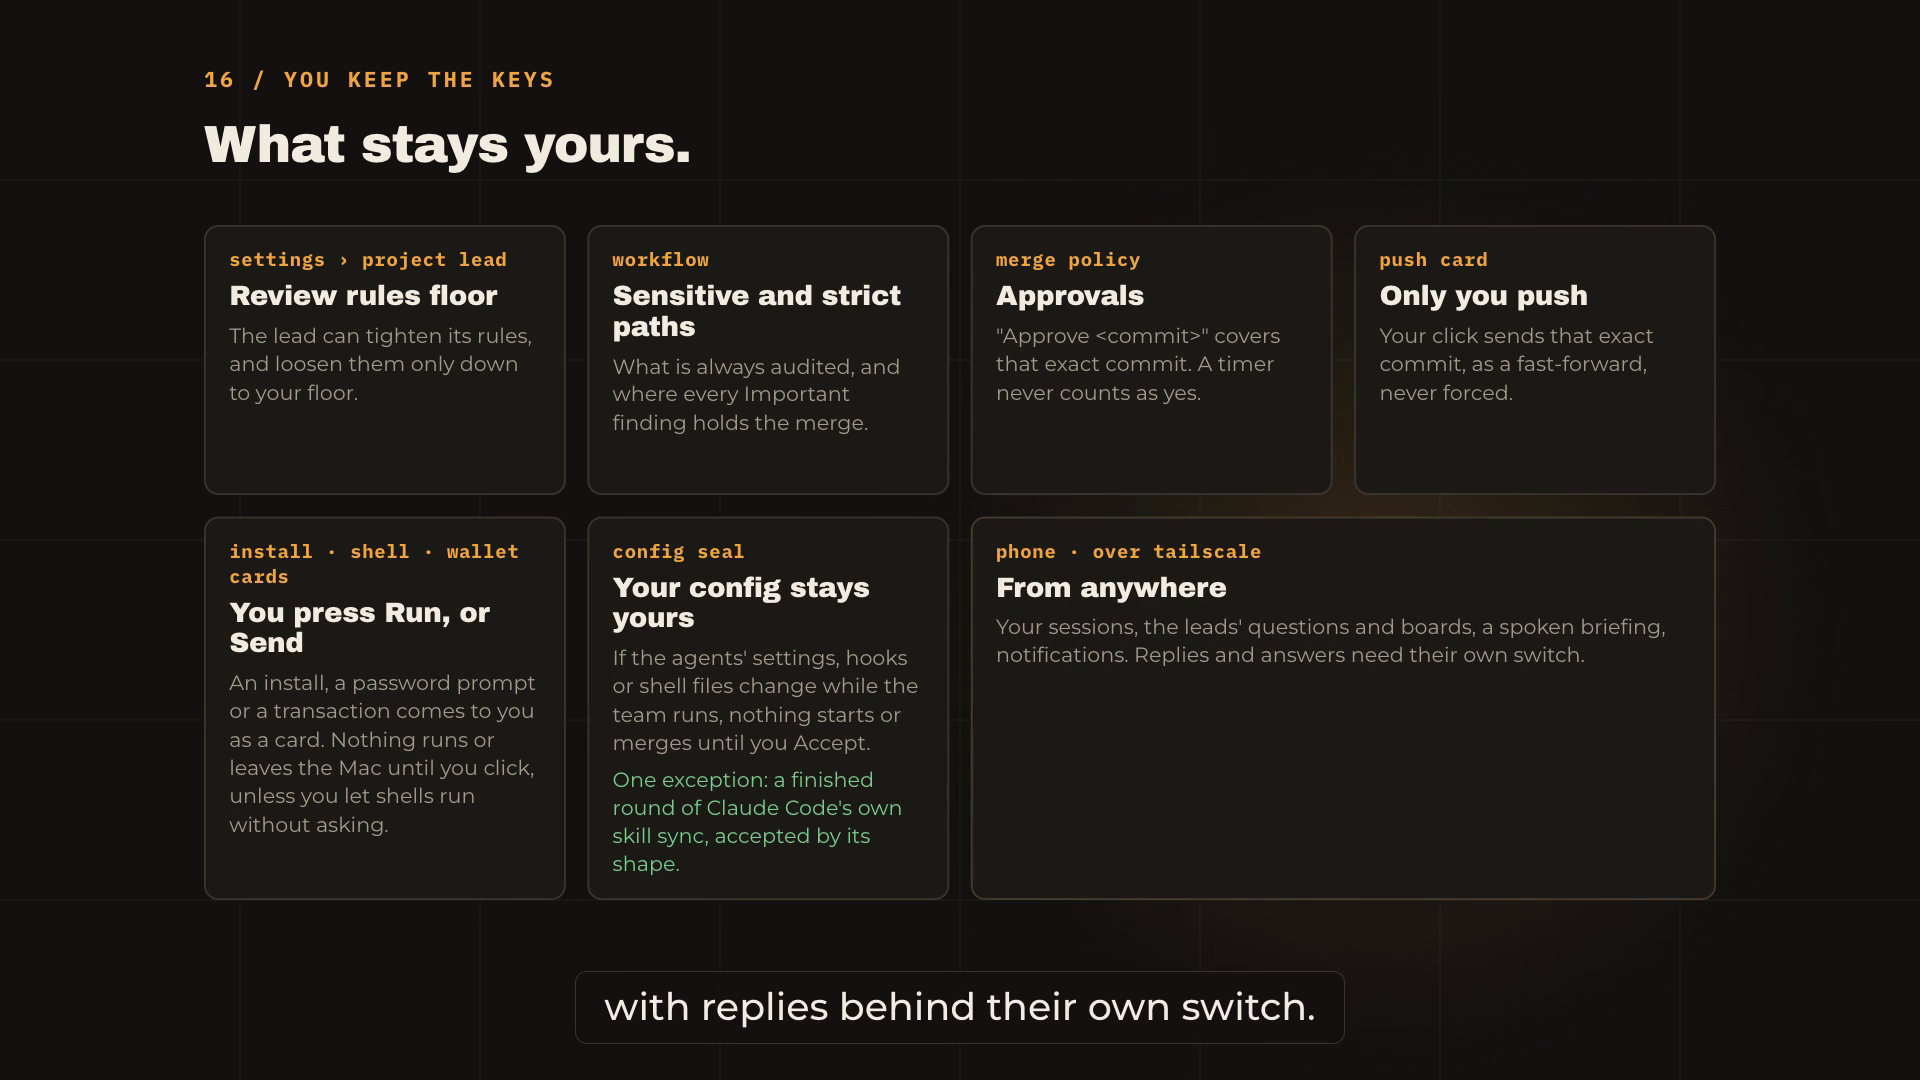 16 / YOU KEEP THE KEYS
What stays yours.
settings › project lead
Review rules floor
The lead can tighten its rules,
and loosen them only down
to your floor.
workflow
Sensitive and strict
paths
What is always audited, and
where every Important
finding holds the merge.
merge policy
Approvals
"Approve <commit>" covers
that exact commit. A timer
never counts as yes.
push card
Only you push
Your click sends that exact
commit, as a fast-forward,
never forced.
install · shell · wallet
cards
You press Run, or
Send
An install, a password prompt
or a transaction comes to you
as a card. Nothing runs or
leaves the Mac until you click,
unless you let shells run
without asking.
config seal
Your config stays
yours
If the agents' settings, hooks
or shell files change while the
team runs, nothing starts or
merges until you Accept.
One exception: a finished
round of Claude Code's own
skill sync, accepted by its
shape.
phone · over tailscale
From anywhere
Your sessions, the leads' questions and boards, a spoken briefing,
notifications. Replies and answers need their own switch.
with replies behind their own switch.